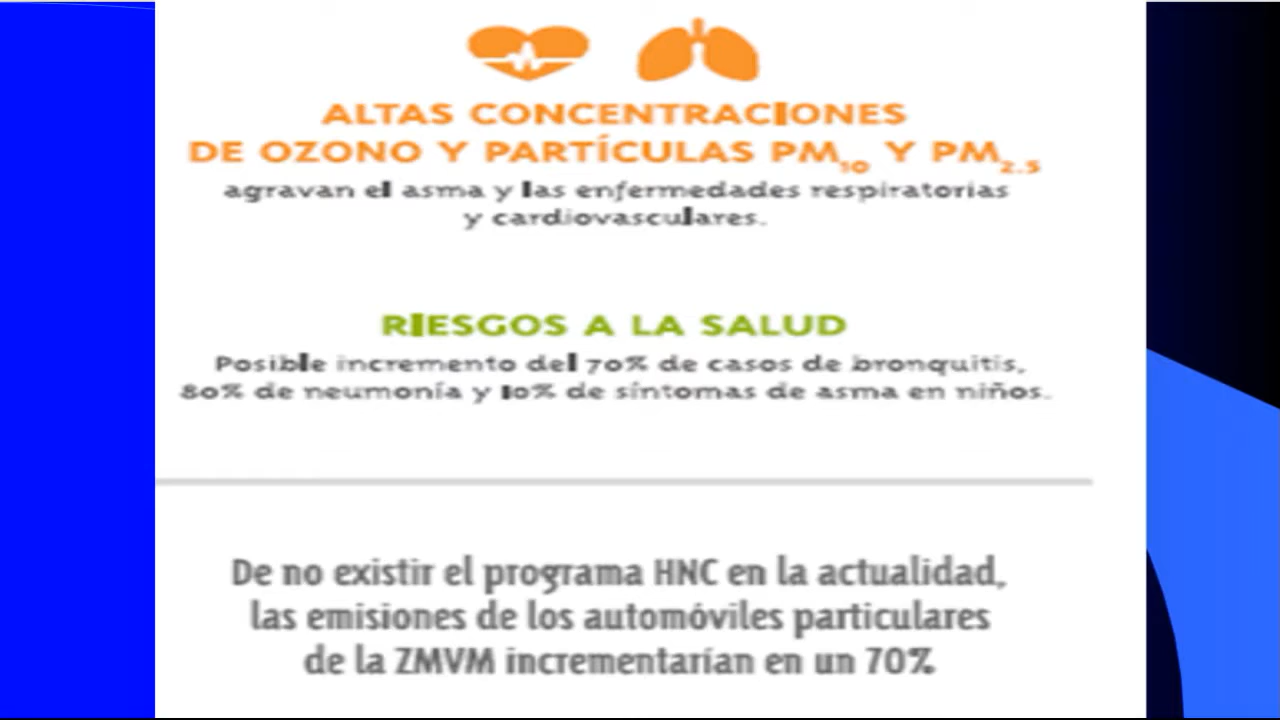 ALTAS CONCENTRACIONES
DE OZONO Y PARTÍCULAS PM10 Y PM2.5
agravan el asma y las enfermedades respiratorias
y cardiovasculares.
RIESGOS A LA SALUD
Posible incremento del 70% de casos de bronquitis,
80% de neumonía y 10% de síntomas de asma en niños.
De no existir el programa HNC en la actualidad,
las emisiones de los automóviles particulares
de la ZMVM incrementarían en un 70%